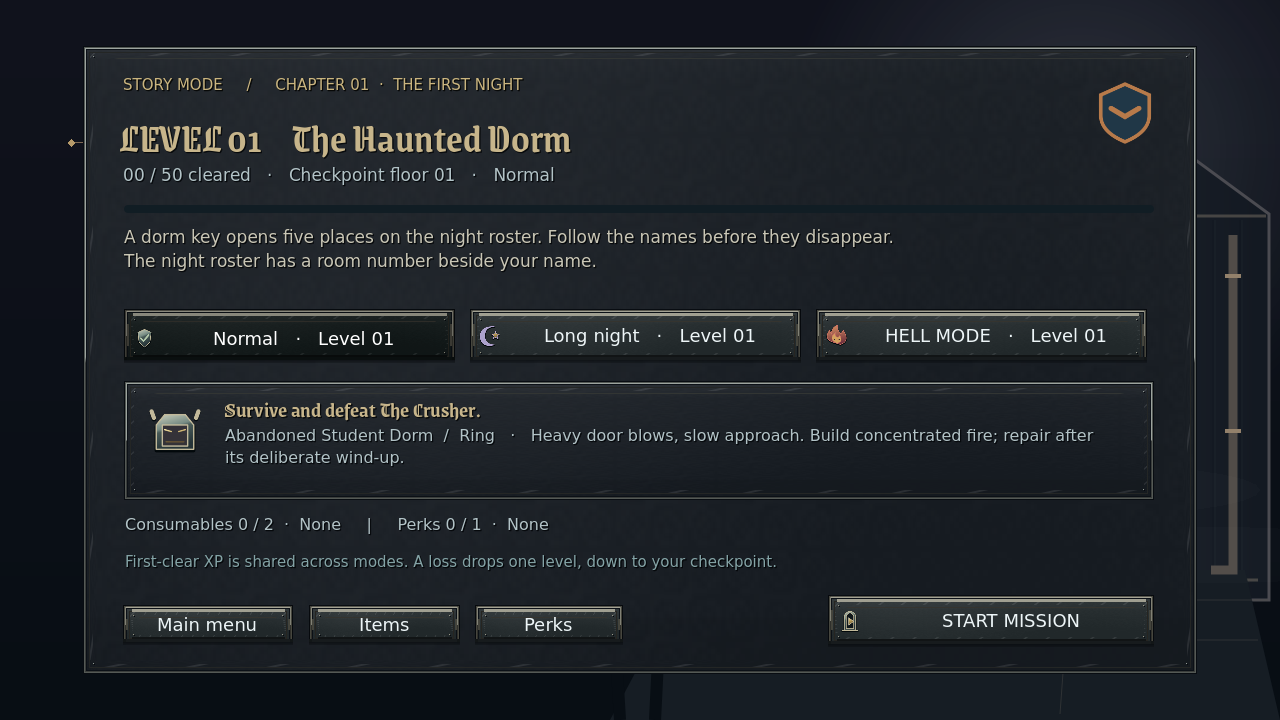 STORY MODE / CHAPTER 01 · THE FIRST NIGHT
LEVEL 01 The Haunted Dorm
00 / 50 cleared · Checkpoint floor 01 · Normal
A dorm key opens five places on the night roster. Follow the names before they disappear.
The night roster has a room number beside your name.
Normal · Level 01
Long night · Level 01
HELL MODE · Level 01
Survive and defeat The Crusher.
Abandoned Student Dorm / Ring · Heavy door blows, slow approach. Build concentrated fire; repair after
its deliberate wind-up.
Consumables 0 / 2 · None | Perks 0 / 1 · None
First-clear XP is shared across modes. A loss drops one level, down to your checkpoint.
Main menu
Items
Perks
START MISSION